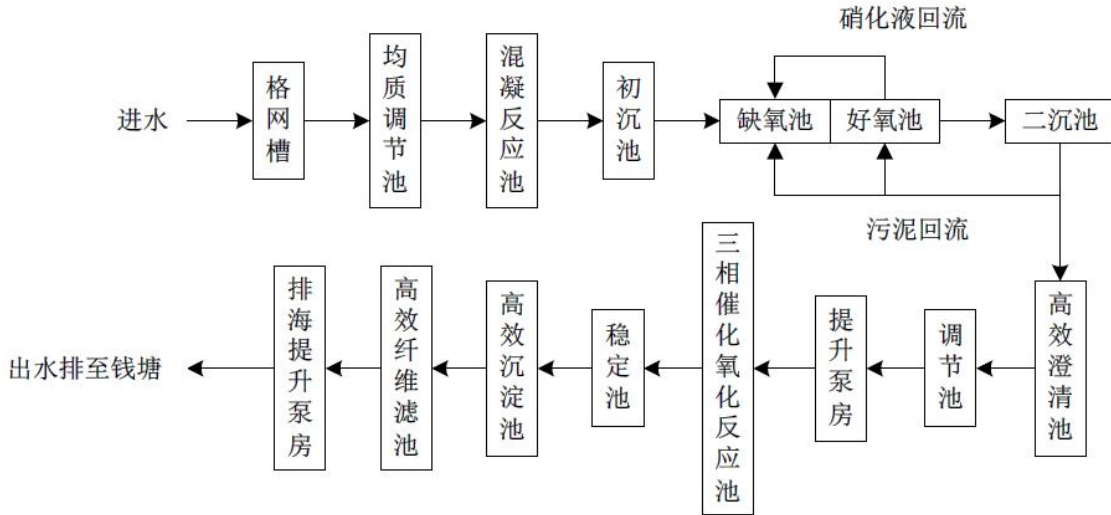 硝化液回流
进水
格网槽
均质调节池
混凝反应池
初沉池
缺氧池
好氧池
二沉池
污泥回流
出水排至钱塘
排海提升泵房
高效纤维滤池
高效沉淀池
稳定池
三相催化氧化反应池
提升泵房
调节池
高效澄清池